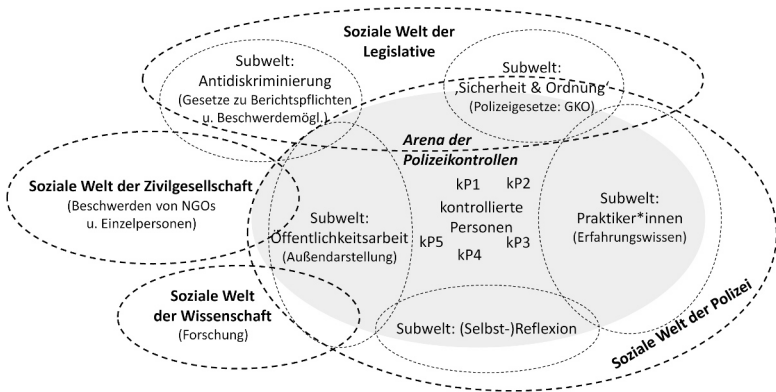 Soziale Welt der
Legislative
Subwelt:
Antidiskriminierung
(Gesetze zu Berichtspflichten
u. Beschwerdemögl.)
Subwelt:
‚Sicherheit & Ordnung‘
(Polizeigesetze: GKO)
Arena der
Polizeikontrollen
Soziale Welt der Zivilgesellschaft
(Beschwerden von NGOs
u. Einzelpersonen)
kP1 kP2
kontrollierte
Personen
kP5 kP3
kP4
Subwelt:
Öffentlichkeitsarbeit
(Außendarstellung)
Subwelt:
Praktiker*innen
(Erfahrungswissen)
Soziale Welt
der Wissenschaft
(Forschung)
Subwelt: (Selbst-)Reflexion
Soziale Welt der Polizei